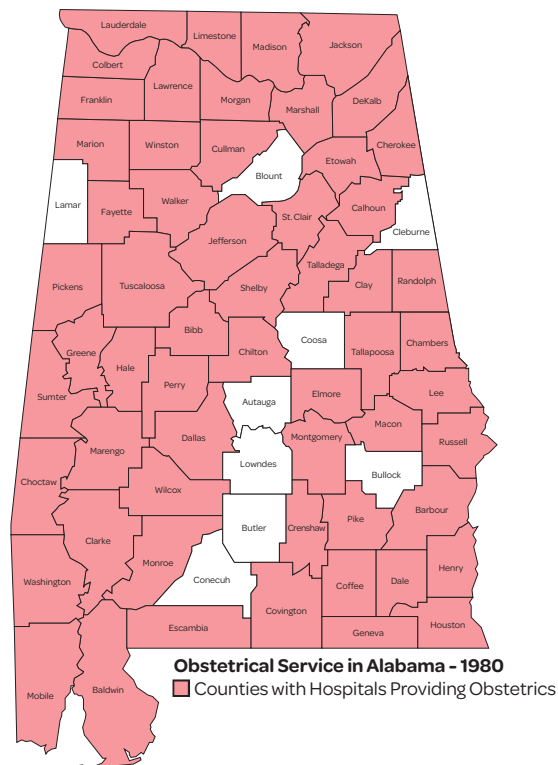 Lauderdale
Limestone
Madison
Jackson
Colbert
Lawrence
Franklin
Morgan
DeKalb
Marshall
Marion
Winston
Cullman
Cherokee
Etowah
Blount
Lamar
Fayette
Walker
Calhoun
St. Clair
Cleburne
Jefferson
Talladega
Pickens
Tuscaloosa
Shelby
Clay
Randolph
Bibb
Coosa
Chambers
Greene
Hale
Chilton
Tallapoosa
Perry
Sumter
Autauga
Elmore
Lee
Macon
Dallas
Montgomery
Russell
Marengo
Lowndes
Bullock
Choctaw
Wilcox
Barbour
Butler
Crenshaw
Pike
Clarke
Monroe
Henry
Washington
Conecuh
Coffee
Dale
Covington
Escambia
Geneva
Houston
Obstetrical Service in Alabama - 1980
Counties with Hospitals Providing Obstetrics
Baldwin
Mobile